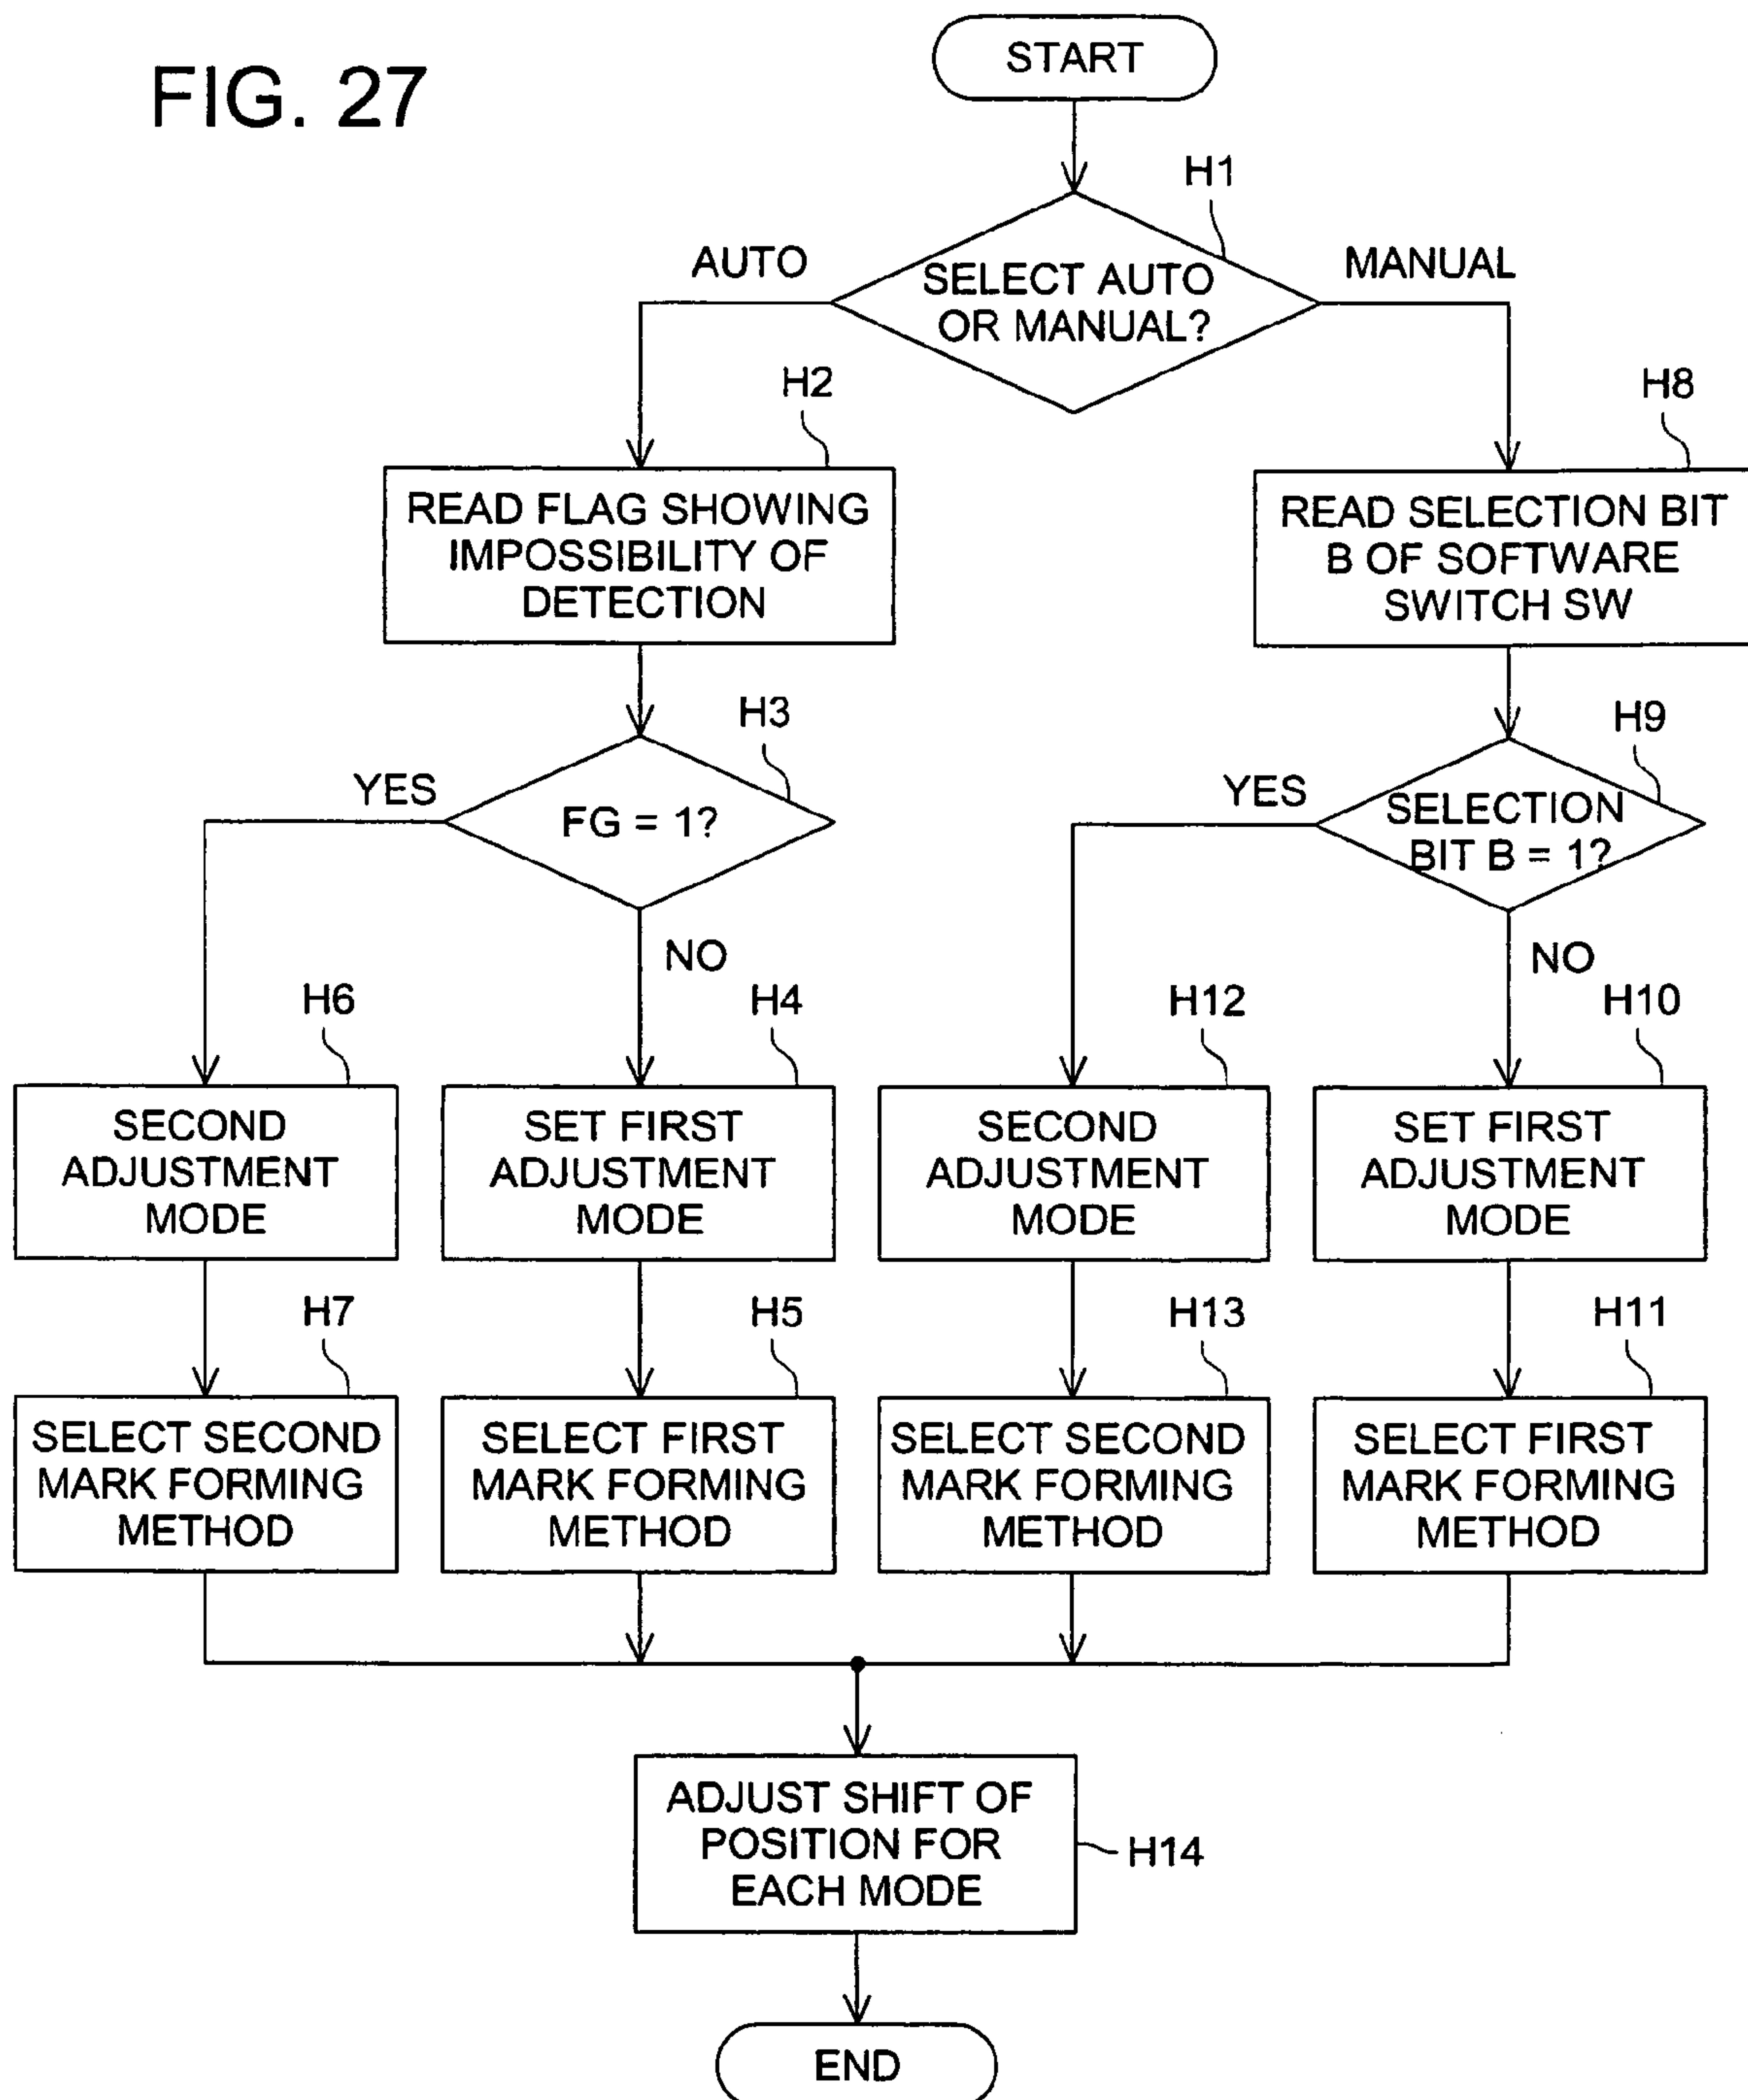 FIG. 27
START
H1
AUTO
SELECT AUTO
OR MANUAL?
MANUAL
H2
READ FLAG SHOWING
IMPOSSIBILITY OF
DETECTION
H8
READ SELECTION BIT
B OF SOFTWARE
SWITCH SW
H3
YES
FG = 1?
NO
H9
YES
SELECTION
BIT B = 1?
NO
H6
SECOND
ADJUSTMENT
MODE
H4
SET FIRST
ADJUSTMENT
MODE
H12
SECOND
ADJUSTMENT
MODE
H10
SET FIRST
ADJUSTMENT
MODE
H7
SELECT SECOND
MARK FORMING
METHOD
H5
SELECT FIRST
MARK FORMING
METHOD
H13
SELECT SECOND
MARK FORMING
METHOD
H11
SELECT FIRST
MARK FORMING
METHOD
ADJUST SHIFT OF
POSITION FOR
EACH MODE
H14
END